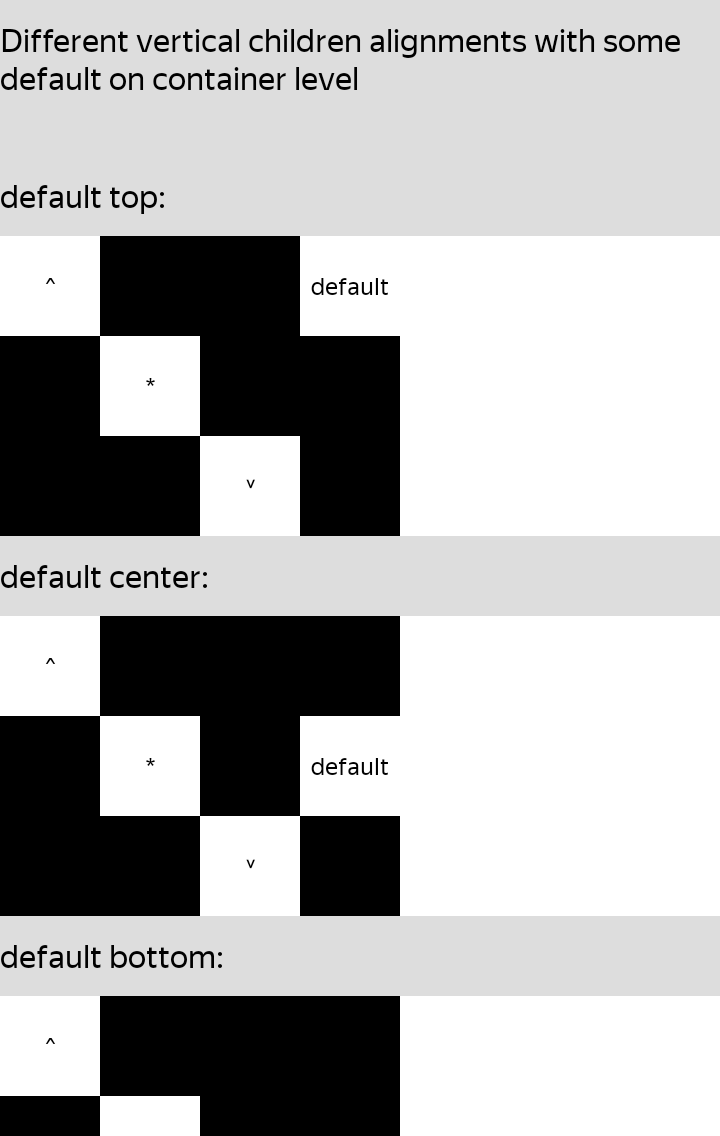 Different vertical children alignments with some
default on container level
default top:
^ default
*
v
default center:
^
* default
v
default bottom:
^